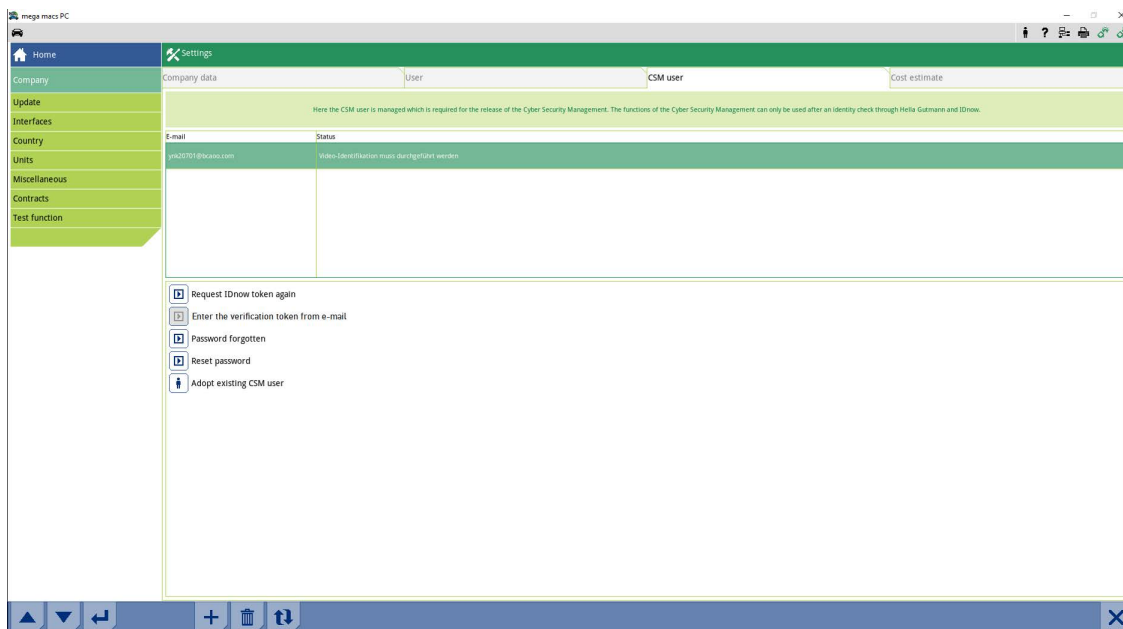 mega macs PC
Home
Settings
Company
Company data
User
CSM user
Cost estimate
Update
Interfaces
Country
Units
Miscellaneous
Contracts
Test function
Here the CSM user is managed which is required for the release of the Cyber Security Management. The functions of the Cyber Security Management can only be used after an identity check through Hella Gutmann and IDnow.
E-mail
Status
ynk20701@bcaoo.com
Video-Identifikation muss durchgeführt werden
Request IDnow token again
Enter the verification token from e-mail
Password forgotten
Reset password
Adopt existing CSM user